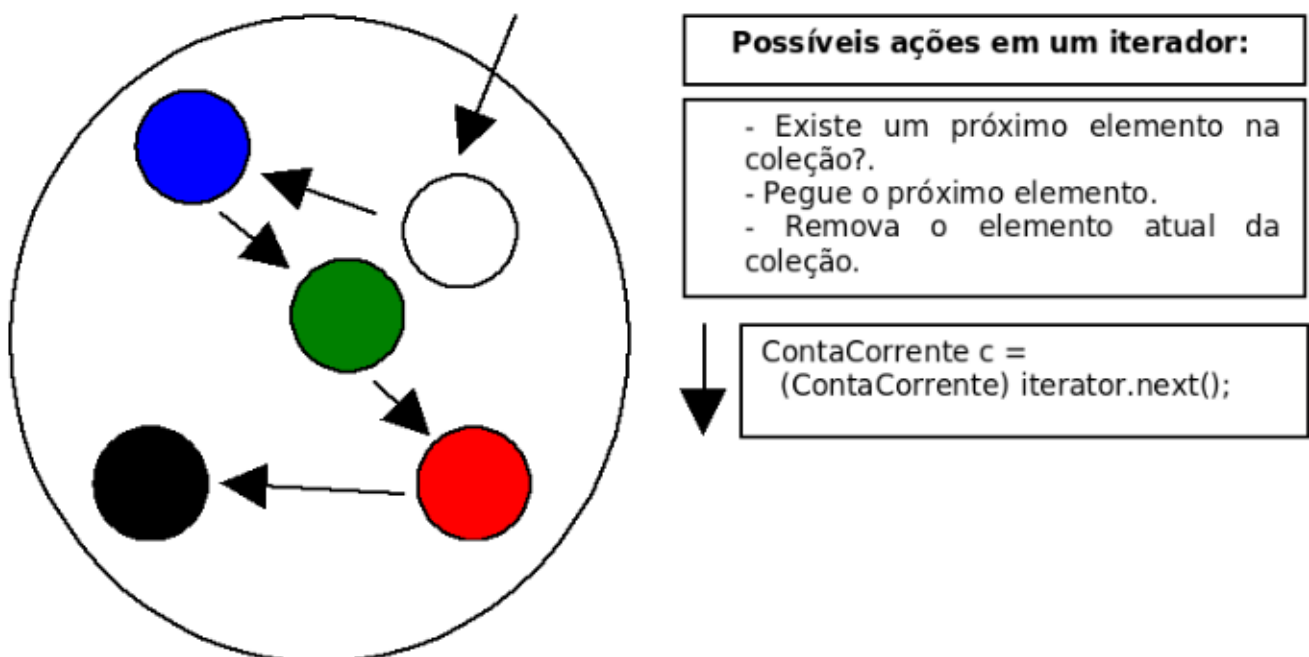 Possíveis ações em um iterador:
- Existe um próximo elemento na
coleção?.
- Pegue o próximo elemento.
- Remova o elemento atual da
coleção.
ContaCorrente c =
(ContaCorrente) iterator.next();